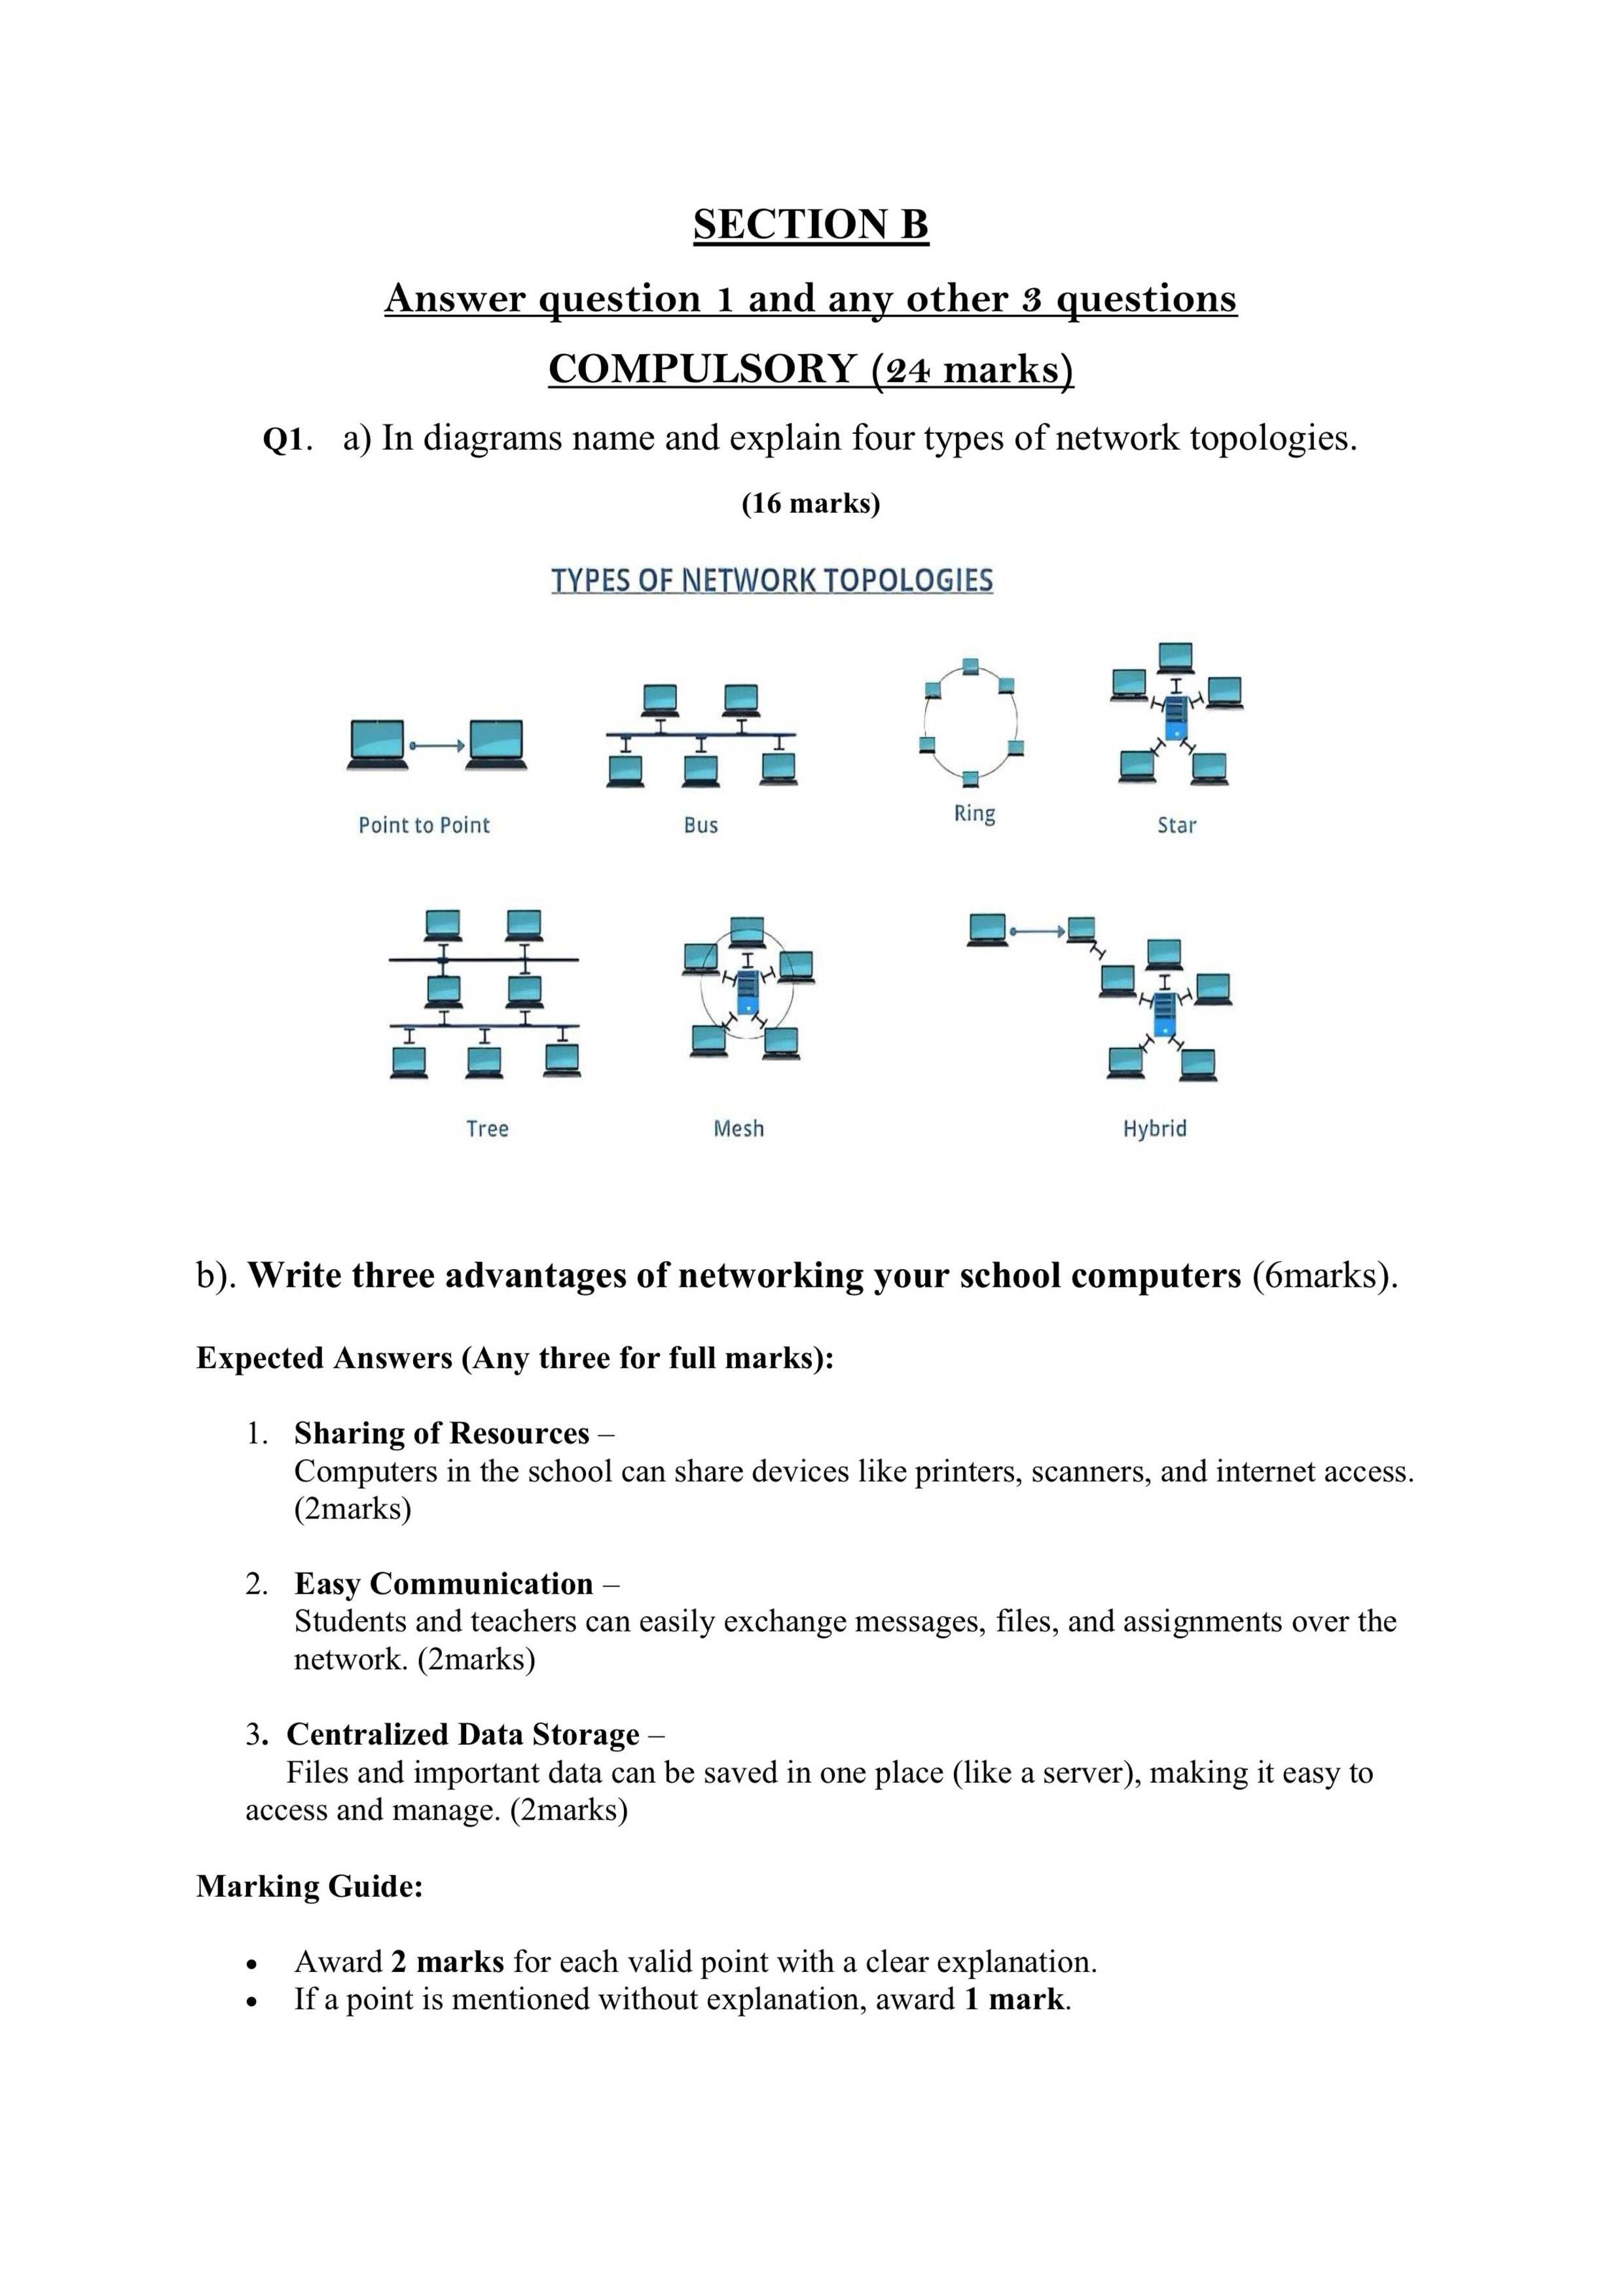 SECTION B
Answer question 1 and any other 3 questions
COMPULSORY (24 marks)
Q1. a) In diagrams name and explain four types of network topologies.
(16 marks)
TYPES OF NETWORK TOPOLOGIES
Point to Point
Bus
Ring
Star
Tree
Mesh
Hybrid
b). Write three advantages of networking your school computers (6marks).
Expected Answers (Any three for full marks):
1. Sharing of Resources –
Computers in the school can share devices like printers, scanners, and internet access.
(2marks)
2. Easy Communication –
Students and teachers can easily exchange messages, files, and assignments over the
network. (2marks)
3. Centralized Data Storage –
Files and important data can be saved in one place (like a server), making it easy to
access and manage. (2marks)
Marking Guide:
• Award 2 marks for each valid point with a clear explanation.
• If a point is mentioned without explanation, award 1 mark.